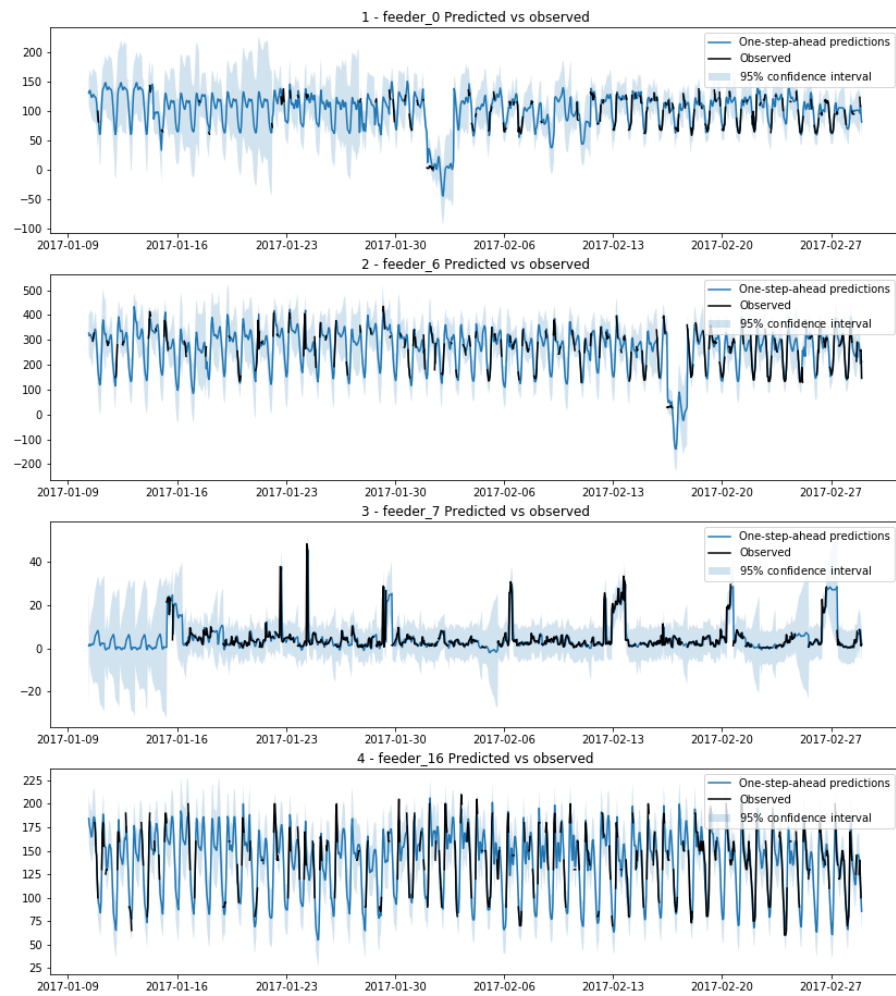 1 - feeder_0 Predicted vs observed
200
150
100
50
0
−50
−100
One-step-ahead predictions
Observed
95% confidence interval
2017-01-09 2017-01-16 2017-01-23 2017-01-30 2017-02-06 2017-02-13 2017-02-20 2017-02-27
2 - feeder_6 Predicted vs observed
500
400
300
200
100
0
−100
−200
One-step-ahead predictions
Observed
95% confidence interval
2017-01-09 2017-01-16 2017-01-23 2017-01-30 2017-02-06 2017-02-13 2017-02-20 2017-02-27
3 - feeder_7 Predicted vs observed
40
20
0
−20
One-step-ahead predictions
Observed
95% confidence interval
2017-01-09 2017-01-16 2017-01-23 2017-01-30 2017-02-06 2017-02-13 2017-02-20 2017-02-27
4 - feeder_16 Predicted vs observed
225
200
175
150
125
100
75
50
25
One-step-ahead predictions
Observed
95% confidence interval
2017-01-09 2017-01-16 2017-01-23 2017-01-30 2017-02-06 2017-02-13 2017-02-20 2017-02-27